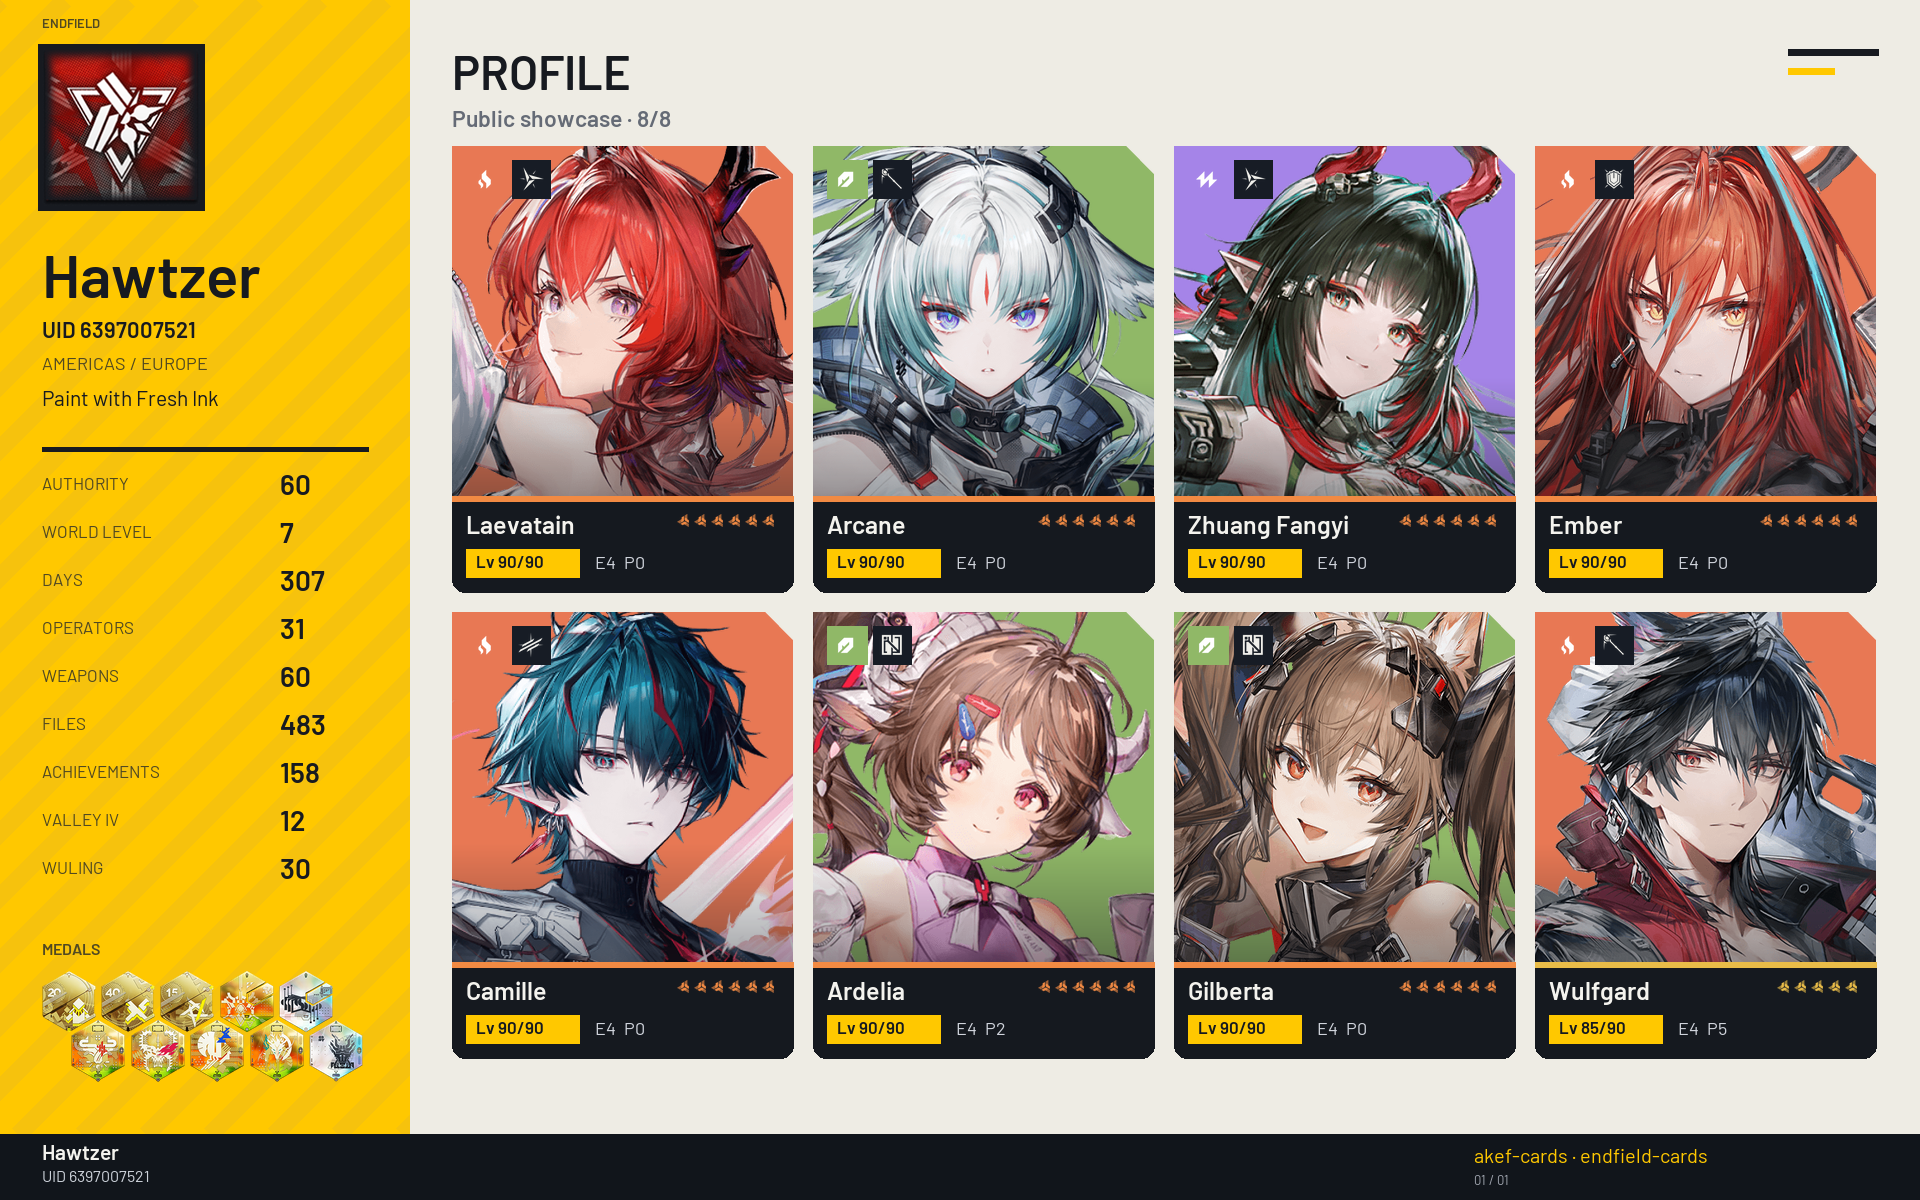 ENDFIELD
Hawtzer
UID 6397007521
AMERICAS / EUROPE
Paint with Fresh Ink
AUTHORITY 60
WORLD LEVEL 7
DAYS 307
OPERATORS 31
WEAPONS 60
FILES 483
ACHIEVEMENTS 158
VALLEY IV 12
WULING 30
MEDALS
20 40 15
PROFILE
Public showcase · 8/8
Laevatain
Lv 90/90 E4 P0
Arcane
Lv 90/90 E4 P0
Zhuang Fangyi
Lv 90/90 E4 P0
Ember
Lv 90/90 E4 P0
Camille
Lv 90/90 E4 P0
Ardelia
Lv 90/90 E4 P2
Gilberta
Lv 90/90 E4 P0
Wulfgard
Lv 85/90 E4 P5
Hawtzer
UID 6397007521
akef-cards · endfield-cards
01 / 01